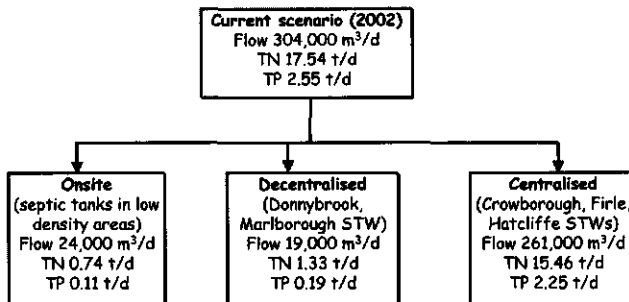 Current scenario (2002)
Flow 304,000 m³/d
TN 17.54 t/d
TP 2.55 t/d
Onsite
(septic tanks in low
density areas)
Flow 24,000 m³/d
TN 0.74 t/d
TP 0.11 t/d
Decentralised
(Donnybrook,
Marlborough STW)
Flow 19,000 m³/d
TN 1.33 t/d
TP 0.19 t/d
Centralised
(Crowborough, Firle,
Hatcliffe STWs)
Flow 261,000 m³/d
TN 15.46 t/d
TP 2.25 t/d